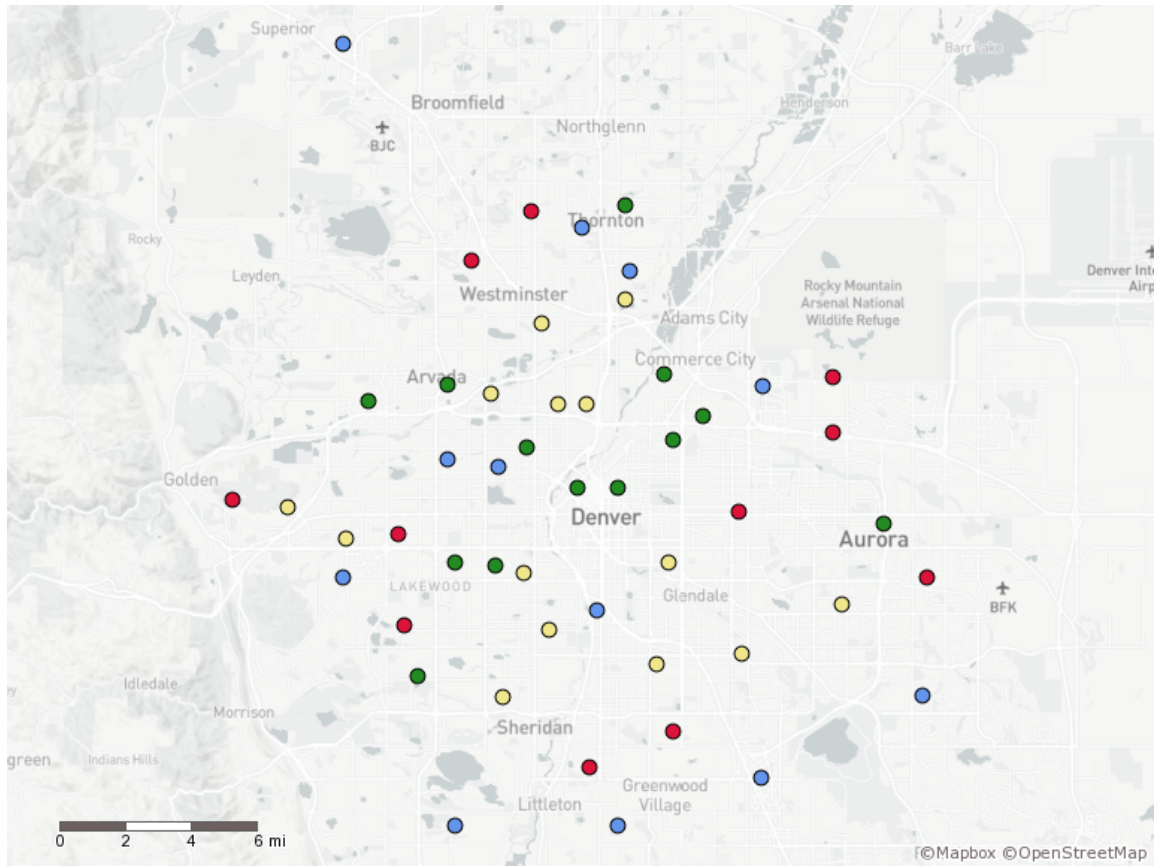 Superior
Barr Lake
Broomfield
Henderson
Northglenn
BJC
Thornton
Rocky
Leyden
Denver Inte
Airp
Rocky Mountain
Arsenal National
Wildlife Refuge
Westminster
Adams City
Commerce City
Arvada
Golden
Denver
Aurora
LAKEWOOD
Glendale
BFK
ey
Idledale
Morrison
Sheridan
green
Indians Hills
Greenwood
Village
Littleton
0 2 4 6 mi
©Mapbox ©OpenStreetMap